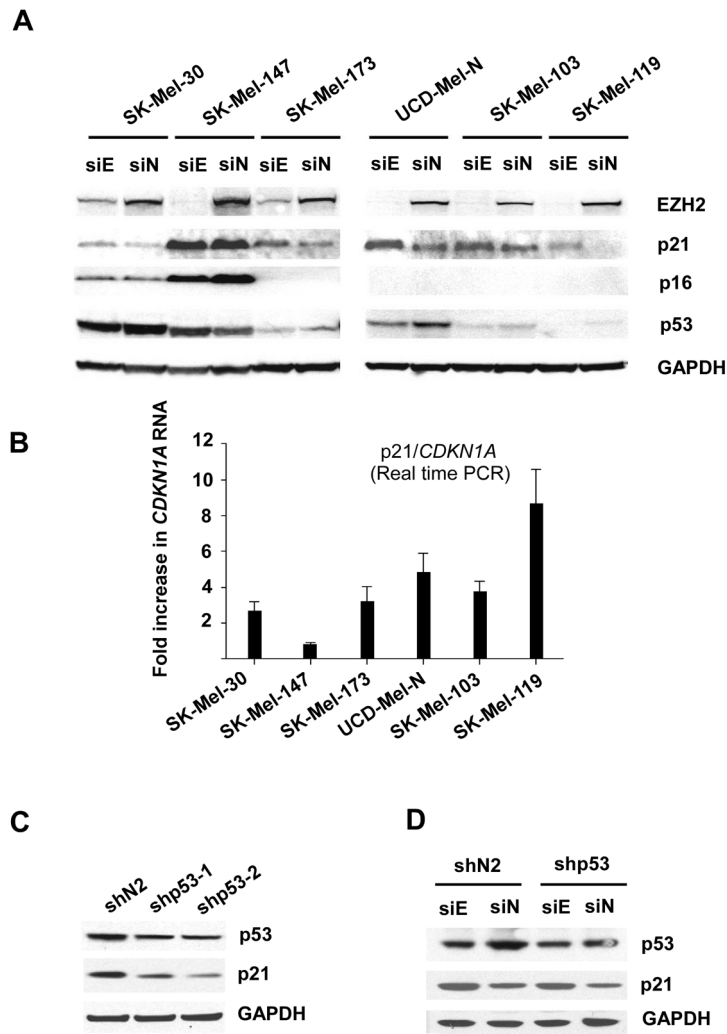 A
SK-Mel-30
SK-Mel-147
SK-Mel-173
UCD-Mel-N
SK-Mel-103
SK-Mel-119
siE siN siE siN siE siN siE siN siE siN siE siN
EZH2
p21
p16
p53
GAPDH
B
Fold increase in CDKN1A RNA
12
10
8
6
4
2
p21/CDKN1A
(Real time PCR)
SK-Mel-30
SK-Mel-147
SK-Mel-173
UCD-Mel-N
SK-Mel-103
SK-Mel-119
C
shN2
shp53-1
shp53-2
p53
p21
GAPDH
D
shN2 shp53
siE siN siE siN
p53
p21
GAPDH